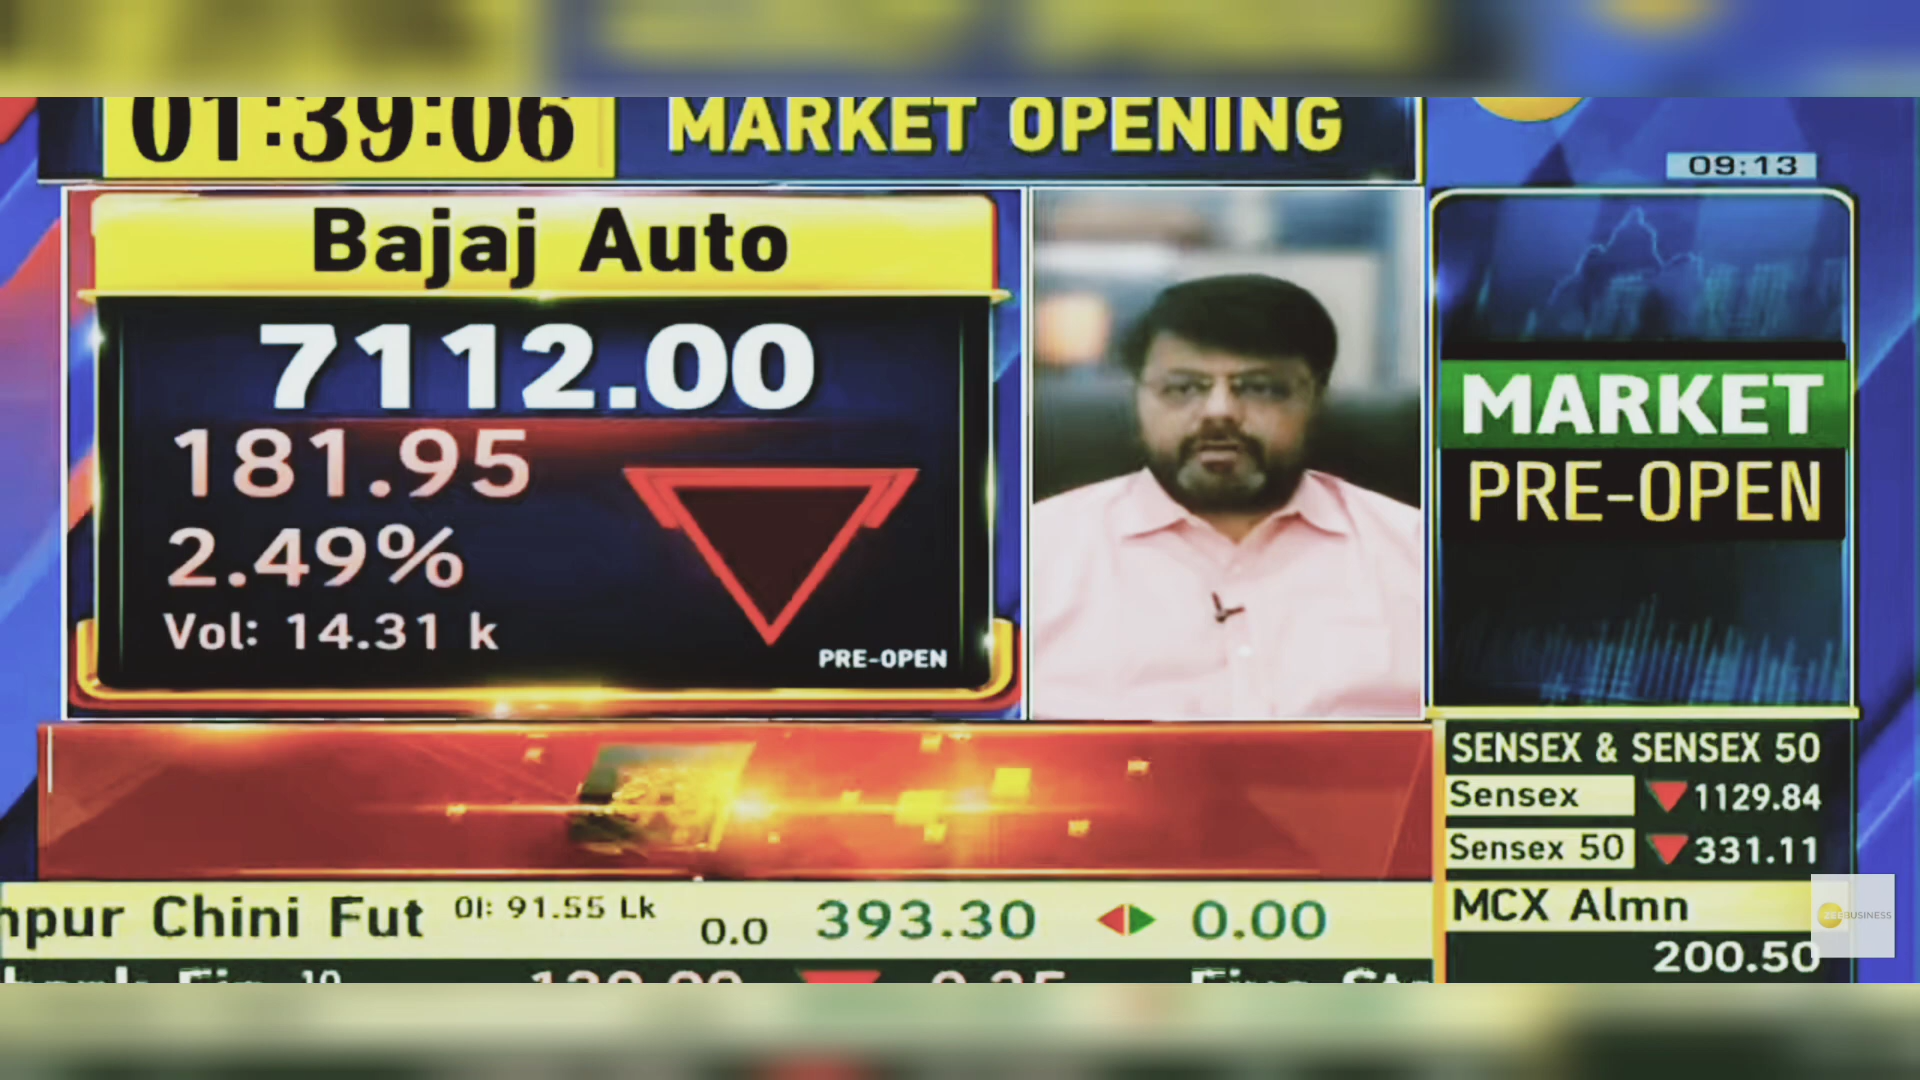 01:39:06
MARKET OPENING
09:13
Bajaj Auto
7112.00
181.95
2.49%
Vol: 14.31 k
PRE-OPEN
MARKET
PRE-OPEN
SENSEX & SENSEX 50
Sensex 1129.84
Sensex 50 331.11
MCX Almn
200.50
ZEEBUSINESS
Chini Fut OI: 91.55 Lk 0.0 393.30 0.00